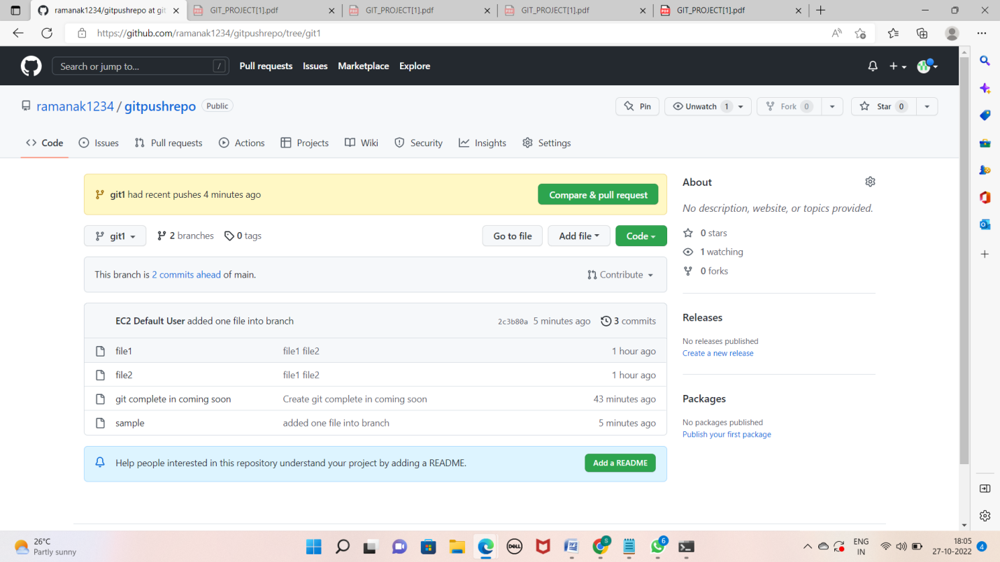 ramanak1234/gitpushrepo at git
GIT_PROJECT[1].pdf
GIT_PROJECT[1].pdf
GIT_PROJECT[1].pdf
GIT_PROJECT[1].pdf
https://github.com/ramanak1234/gitpushrepo/tree/git1
Search or jump to... /
Pull requests Issues Marketplace Explore
ramanak1234 / gitpushrepo Public
Pin Unwatch 1 Fork 0 Star 0
Code Issues Pull requests Actions Projects Wiki Security Insights Settings
git1 had recent pushes 4 minutes ago Compare & pull request
git1 2 branches 0 tags Go to file Add file Code
This branch is 2 commits ahead of main. Contribute
EC2 Default User added one file into branch 2c3b80a 5 minutes ago 3 commits
file1 file1 file2 1 hour ago
file2 file1 file2 1 hour ago
git complete in coming soon Create git complete in coming soon 43 minutes ago
sample added one file into branch 5 minutes ago
Help people interested in this repository understand your project by adding a README. Add a README
About
No description, website, or topics provided.
0 stars
1 watching
0 forks
Releases
No releases published
Create a new release
Packages
No packages published
Publish your first package
26°C
Partly sunny
DELL
S
6
ENG
IN
18:05
27-10-2022
4